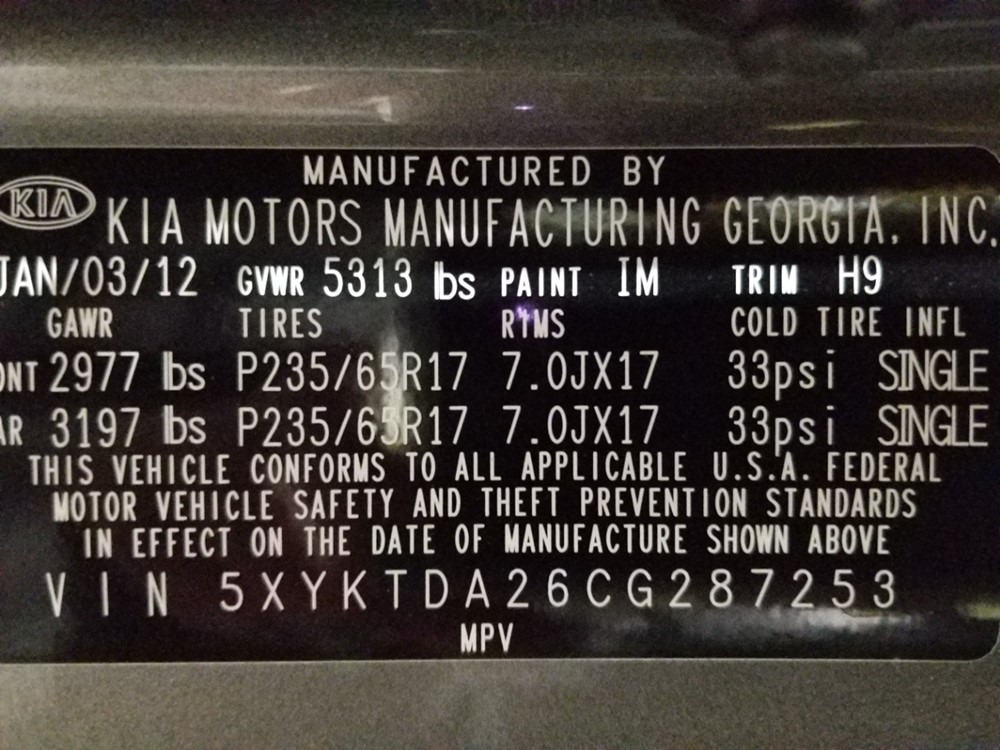 MANUFACTURED BY
KIA KIA MOTORS MANUFACTURING GEORGIA, INC.
JAN/03/12 GVWR 5313 lbs PAINT IM TRIM H9
GAWR TIRES RIMS COLD TIRE INFL
ONT 2977 lbs P235/65R17 7.0JX17 33psi SINGLE
AR 3197 lbs P235/65R17 7.0JX17 33psi SINGLE
THIS VEHICLE CONFORMS TO ALL APPLICABLE U.S.A. FEDERAL
MOTOR VEHICLE SAFETY AND THEFT PREVENTION STANDARDS
IN EFFECT ON THE DATE OF MANUFACTURE SHOWN ABOVE
VIN 5XYKTDA26CG287253
MPV